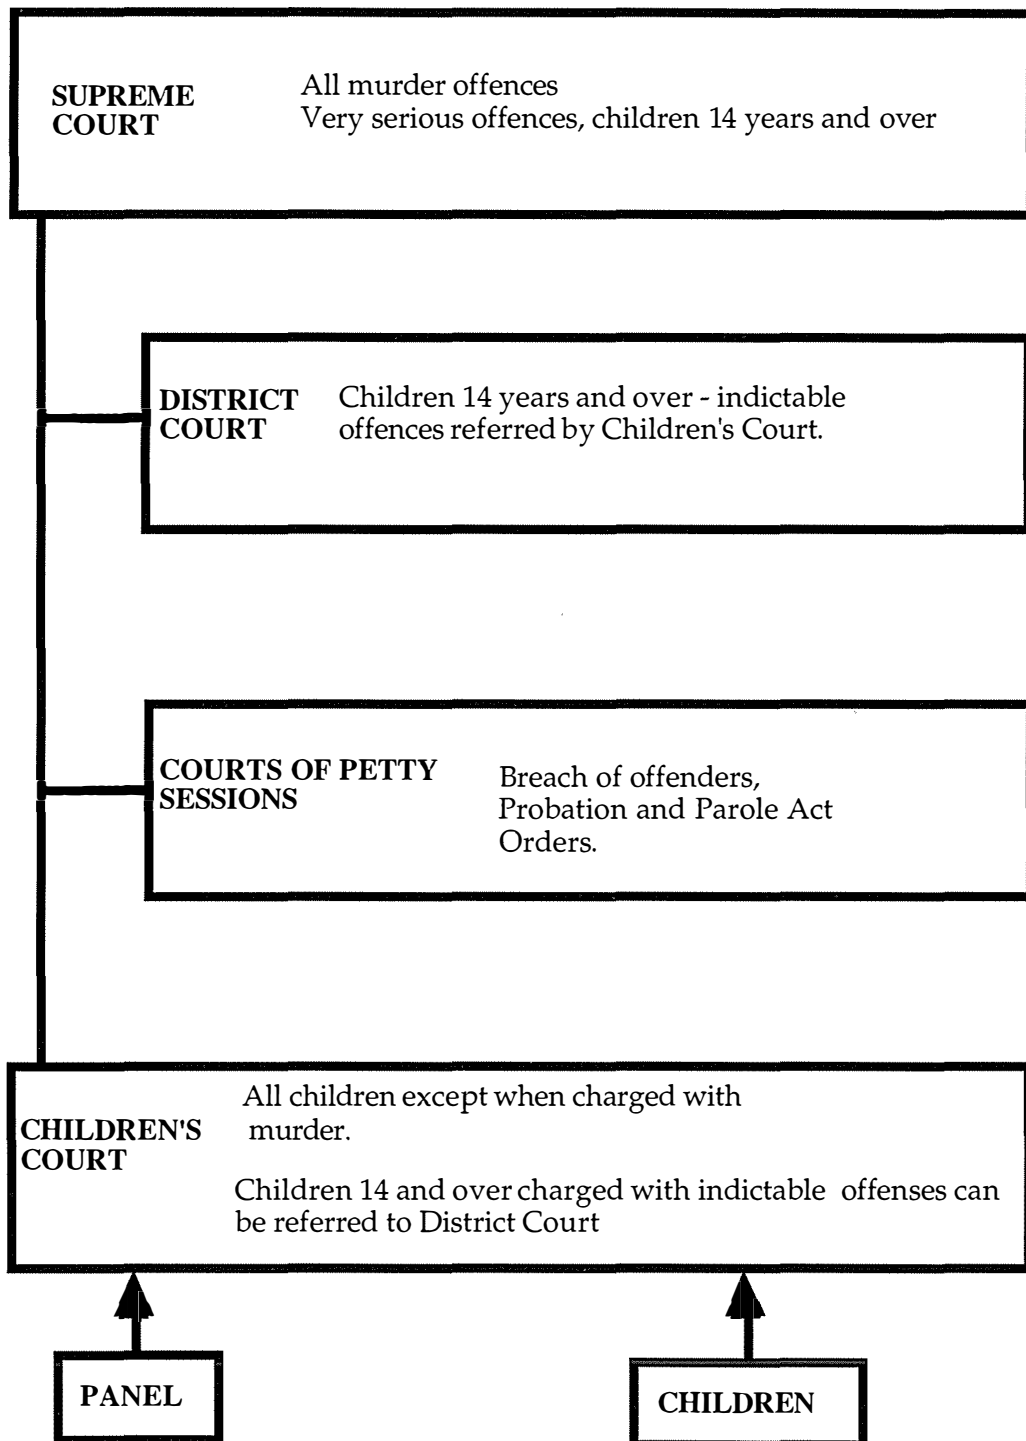 SUPREME
COURT
All murder offences
Very serious offences, children 14 years and over
DISTRICT
COURT
Children 14 years and over - indictable
offences referred by Children's Court.
COURTS OF PETTY
SESSIONS
Breach of offenders,
Probation and Parole Act
Orders.
CHILDREN'S
COURT
All children except when charged with
murder.
Children 14 and over charged with indictable offenses can
be referred to District Court
PANEL
CHILDREN